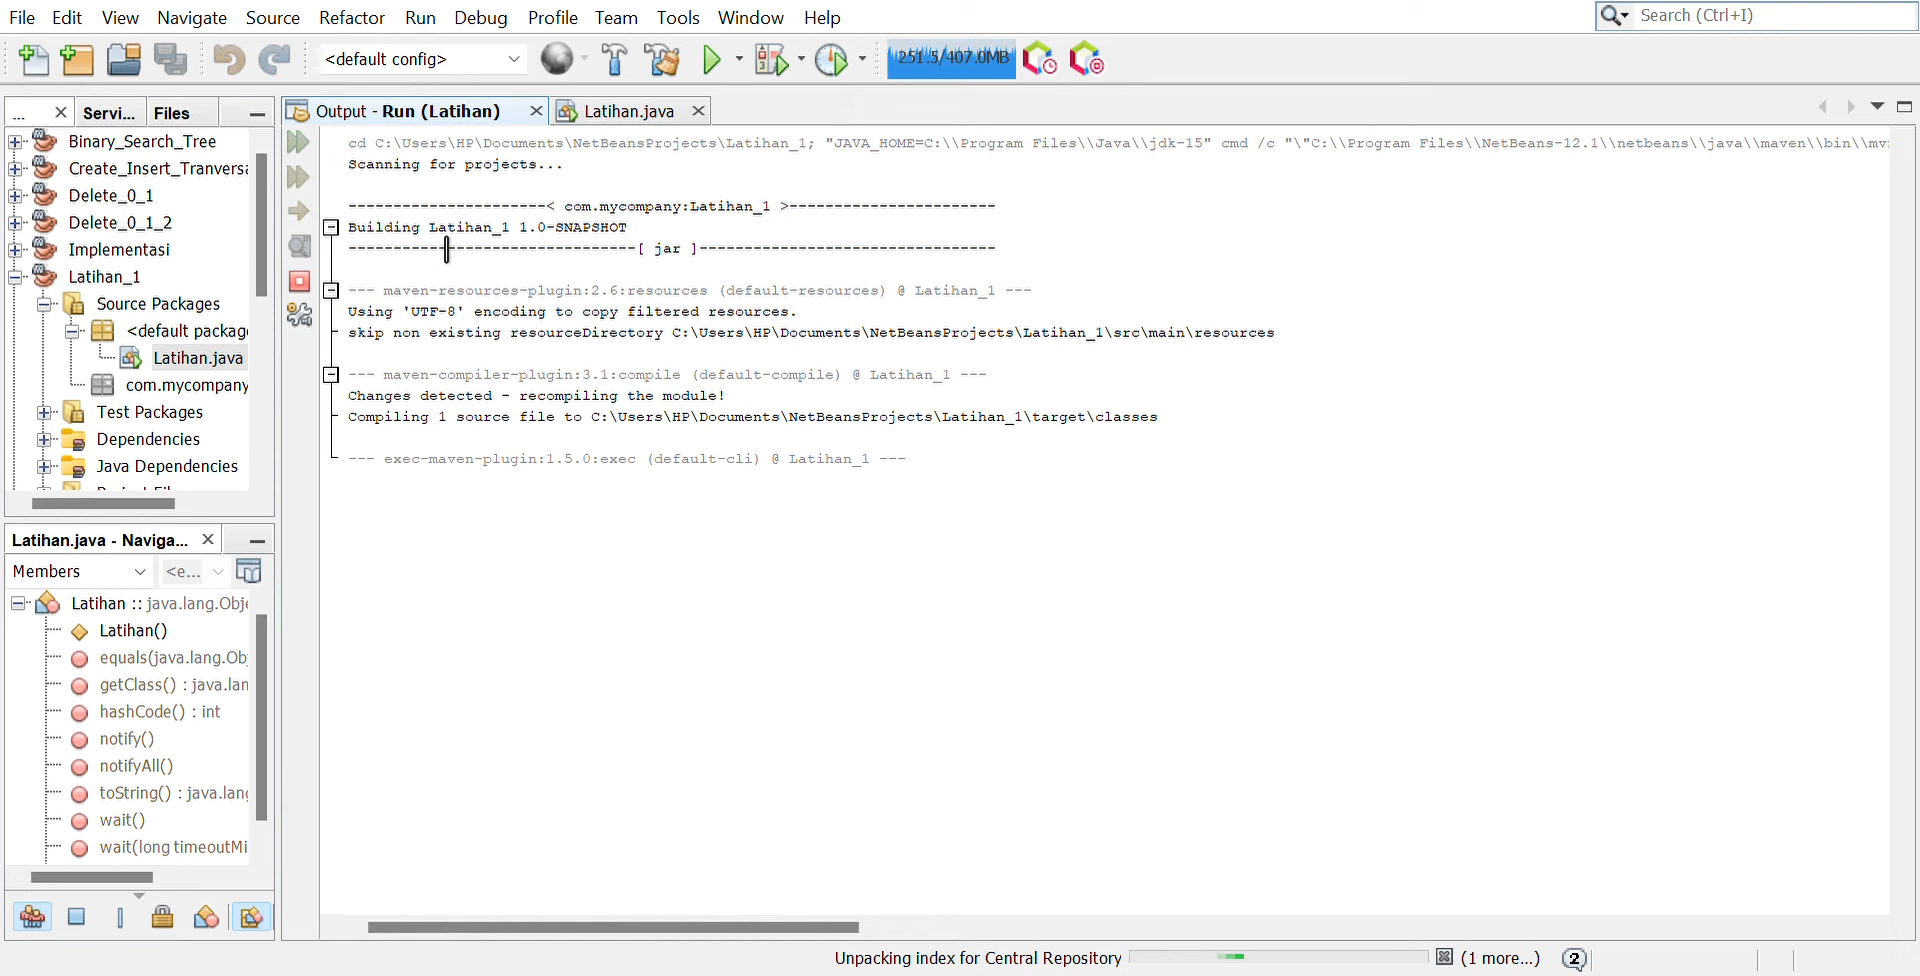 File Edit View Navigate Source Refactor Run Debug Profile Team Tools Window Help
Search (Ctrl+I)
<default config>
251.5/407.0MB
...
Servi...
Files
Binary_Search_Tree
Create_Insert_Tranversa
Delete_0_1
Delete_0_1_2
Implementasi
Latihan_1
Source Packages
<default packag
Latihan.java
com.mycompany
Test Packages
Dependencies
Java Dependencies
Latihan.java - Naviga...
Members
<e...
Latihan :: java.lang.Obj
Latihan()
equals(java.lang.Ob
getClass() : java.lan
hashCode() : int
notify()
notifyAll()
toString() : java.lang
wait()
wait(long timeoutMi
Output - Run (Latihan)
Latihan.java
cd C:\Users\HP\Documents\NetBeansProjects\Latihan_1; "JAVA_HOME=C:\\Program Files\\Java\\jdk-15" cmd /c "\"C:\\Program Files\\NetBeans-12.1\\netbeans\\java\\maven\\bin\\mv
Scanning for projects...
----------------------< com.mycompany:Latihan_1 >-----------------------
Building Latihan_1 1.0-SNAPSHOT
--------------------------------[ jar ]---------------------------------
--- maven-resources-plugin:2.6:resources (default-resources) @ Latihan_1 ---
Using 'UTF-8' encoding to copy filtered resources.
skip non existing resourceDirectory C:\Users\HP\Documents\NetBeansProjects\Latihan_1\src\main\resources
--- maven-compiler-plugin:3.1:compile (default-compile) @ Latihan_1 ---
Changes detected - recompiling the module!
Compiling 1 source file to C:\Users\HP\Documents\NetBeansProjects\Latihan_1\target\classes
--- exec-maven-plugin:1.5.0:exec (default-cli) @ Latihan_1 ---
Unpacking index for Central Repository
(1 more...)
2